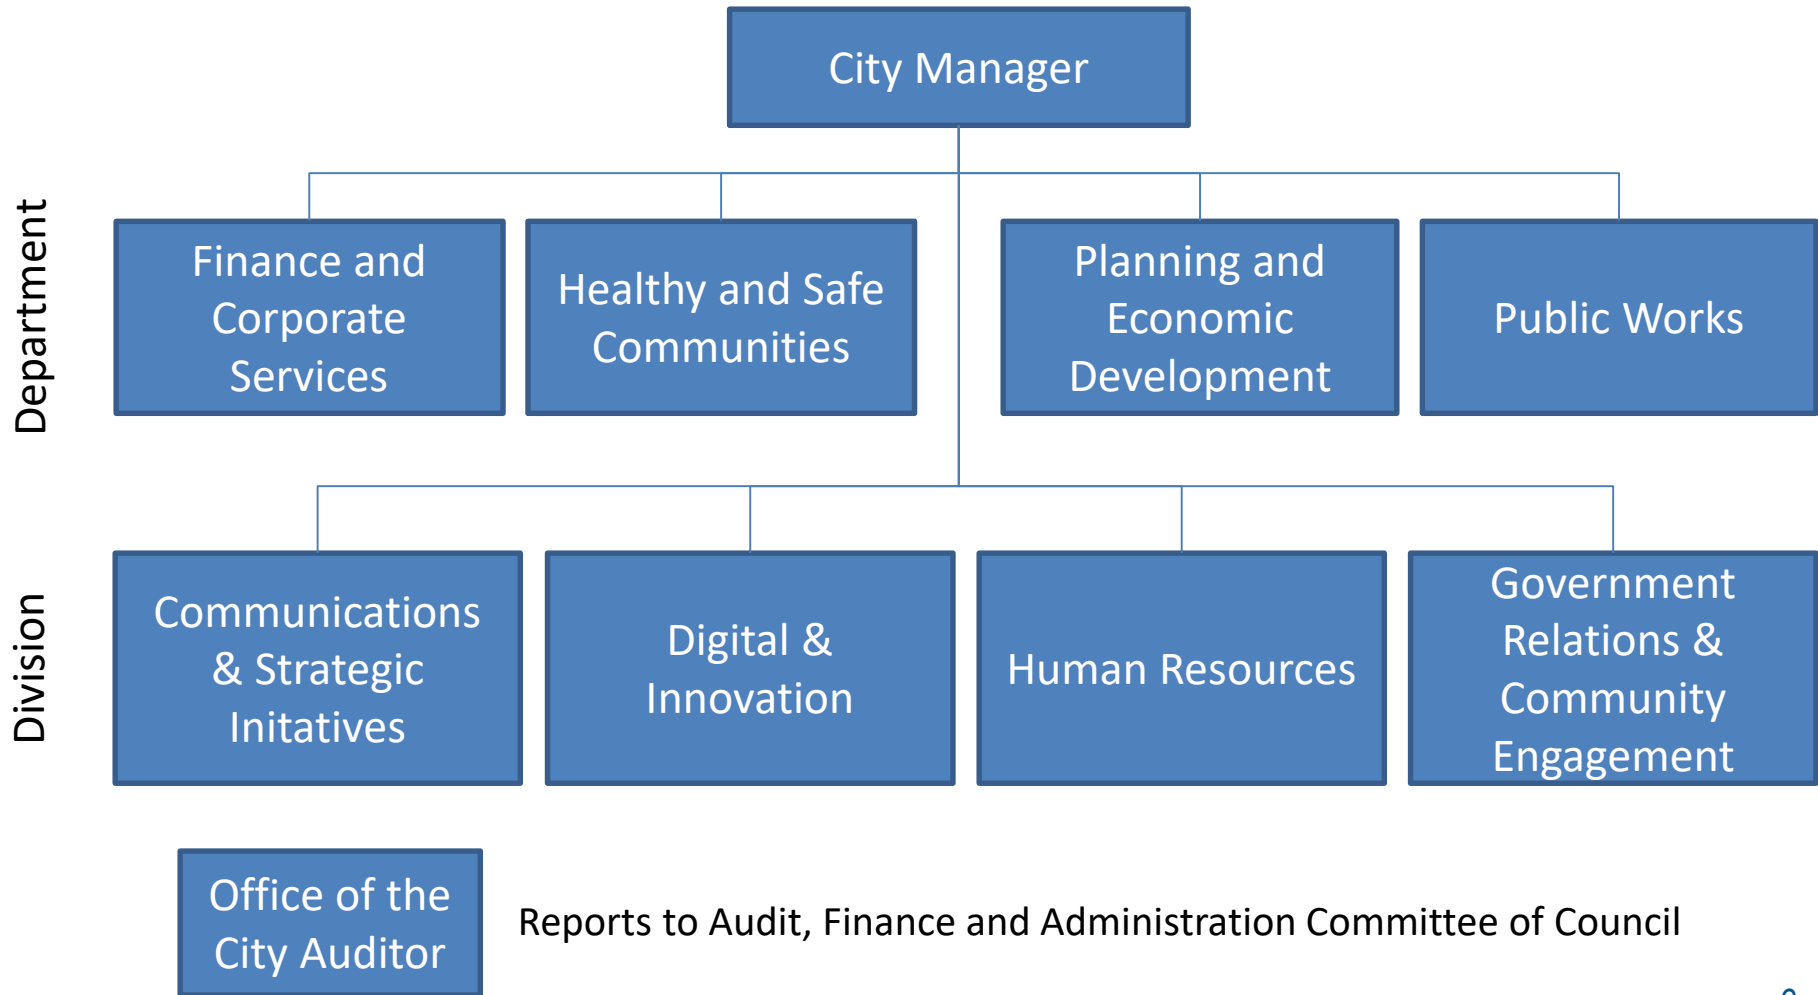 City Manager
Department
Finance and
Corporate
Services
Healthy and Safe
Communities
Planning and
Economic
Development
Public Works
Division
Communications
& Strategic
Initatives
Digital &
Innovation
Human Resources
Government
Relations &
Community
Engagement
Office of the
City Auditor
Reports to Audit, Finance and Administration Committee of Council